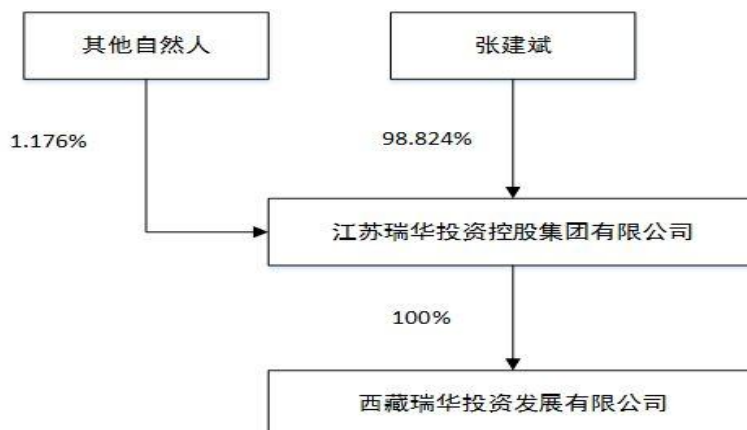 其他自然人
张建斌
1.176%
98.824%
江苏瑞华投资控股集团有限公司
100%
西藏瑞华投资发展有限公司